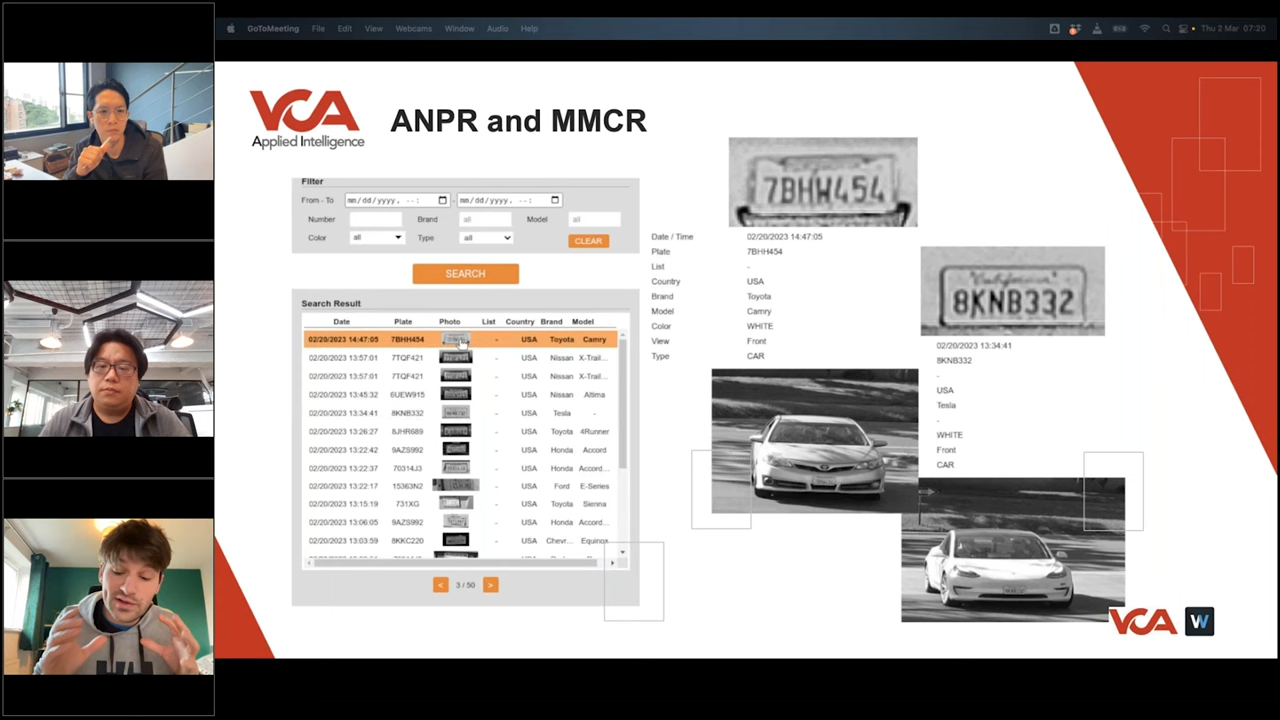 GoToMeeting File Edit View Webcams Window Audio Help Thu 2 Mar 07:20
VCA
Applied Intelligence
ANPR and MMCR
Filter
From - To mm/dd/yyyy, --: - mm/dd/yyyy, --:
Number Brand all Model all
Color all Type all CLEAR
SEARCH
Search Result
Date Plate Photo List Country Brand Model
02/20/2023 14:47:05 7BHH454 - USA Toyota Camry
02/20/2023 13:57:01 7TQF421 - USA Nissan X-Trail...
02/20/2023 13:57:01 7TQF421 - USA Nissan X-Trail...
02/20/2023 13:45:32 6UEW915 - USA Nissan Altima
02/20/2023 13:34:41 8KNB332 - USA Tesla -
02/20/2023 13:26:27 8JHR689 - USA Toyota 4Runner
02/20/2023 13:22:42 9AZS992 - USA Honda Accord
02/20/2023 13:22:37 70314J3 - USA Honda Accord...
02/20/2023 13:22:17 15363N2 - USA Ford E-Series
02/20/2023 13:15:19 731XG - USA Toyota Sienna
02/20/2023 13:06:05 9AZS992 - USA Honda Accord...
02/20/2023 13:03:59 8KKC220 - USA Chevr... Equinox
< 3 / 50 >
7BHW454
Date / Time 02/20/2023 14:47:05
Plate 7BHH454
List -
Country USA
Brand Toyota
Model Camry
Color WHITE
View Front
Type CAR
California
8KNB332
02/20/2023 13:34:41
8KNB332
-
USA
Tesla
-
WHITE
Front
CAR
VCA W